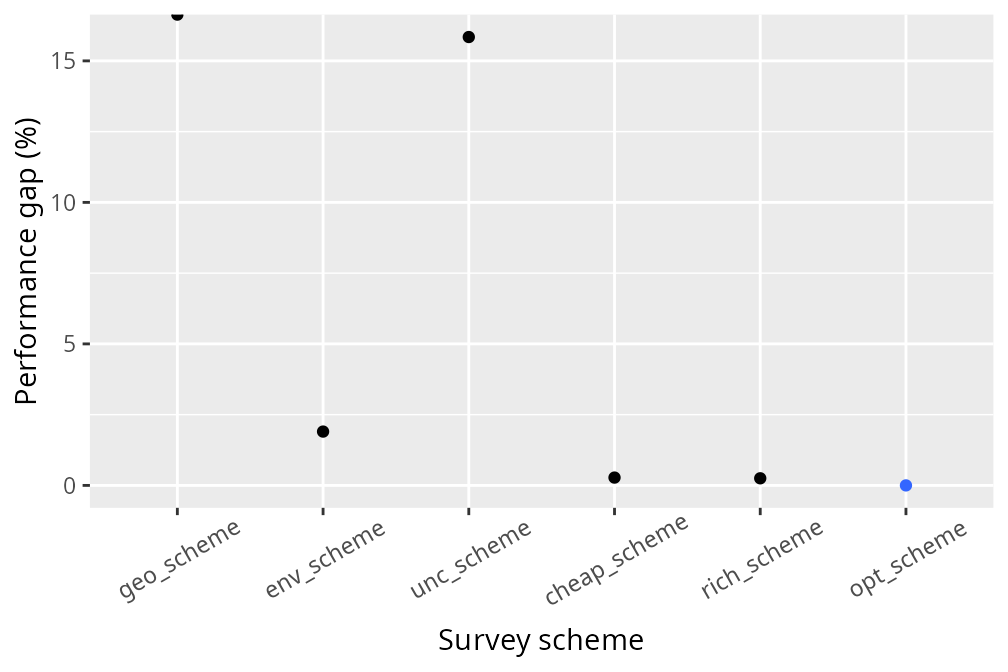 Performance gap (%)
15
10
5
0
geo_scheme
env_scheme
unc_scheme
cheap_scheme
rich_scheme
opt_scheme
Survey scheme